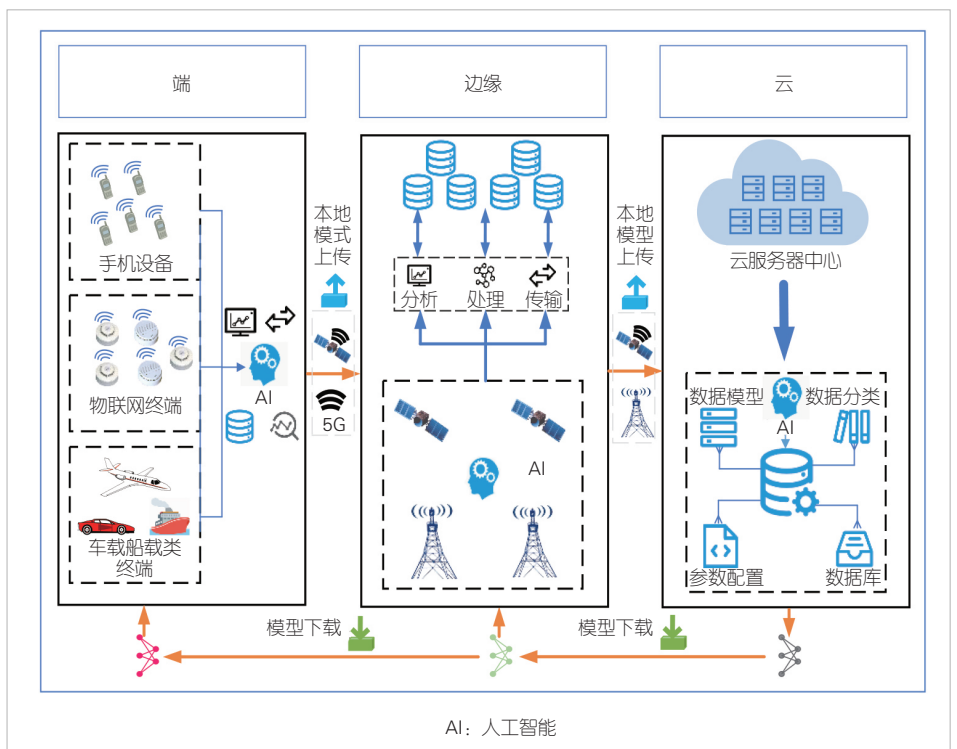 端
边缘
云
手机设备
物联网终端
车载船载类
终端
AI
本地
模式
上传
5G
分析
处理
传输
AI
本地
模型
上传
云服务器中心
数据模型
数据分类
AI
参数配置
数据库
模型下载
模型下载
AI：人工智能